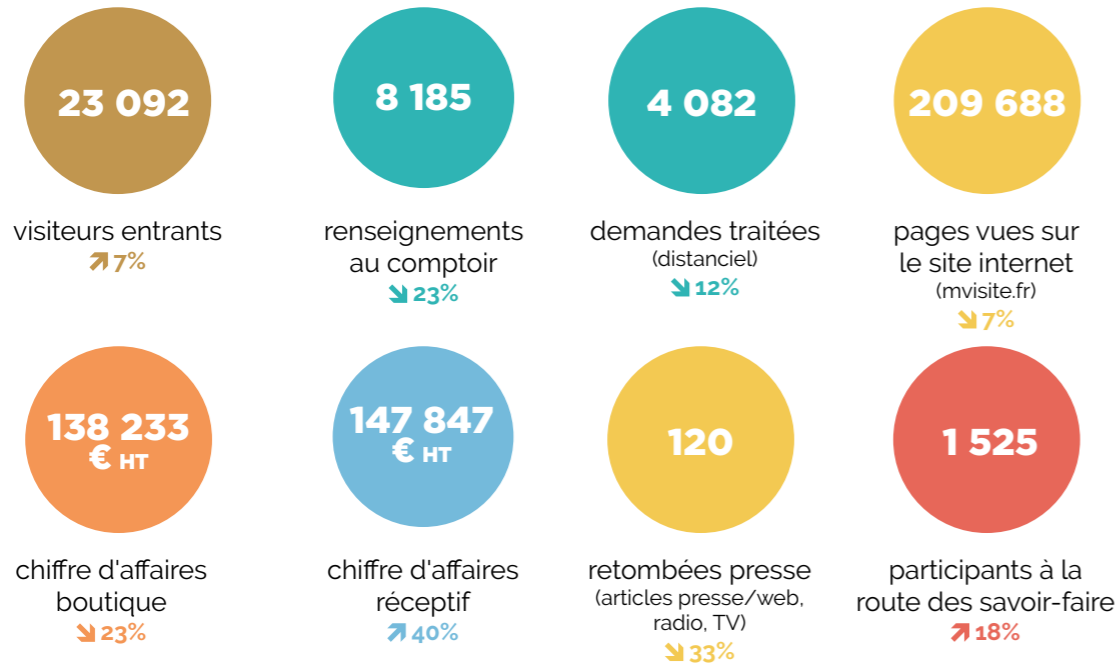 23 092
visiteurs entrants
↗ 7%
8 185
renseignements
au comptoir
↘ 23%
4 082
demandes traitées
(distanciel)
↘ 12%
209 688
pages vues sur
le site internet
(mvisite.fr)
↘ 7%
138 233
€ HT
chiffre d'affaires
boutique
↘ 23%
147 847
€ HT
chiffre d'affaires
réceptif
↗ 40%
120
retombées presse
(articles presse/web,
radio, TV)
↘ 33%
1 525
participants à la
route des savoir-faire
↗ 18%